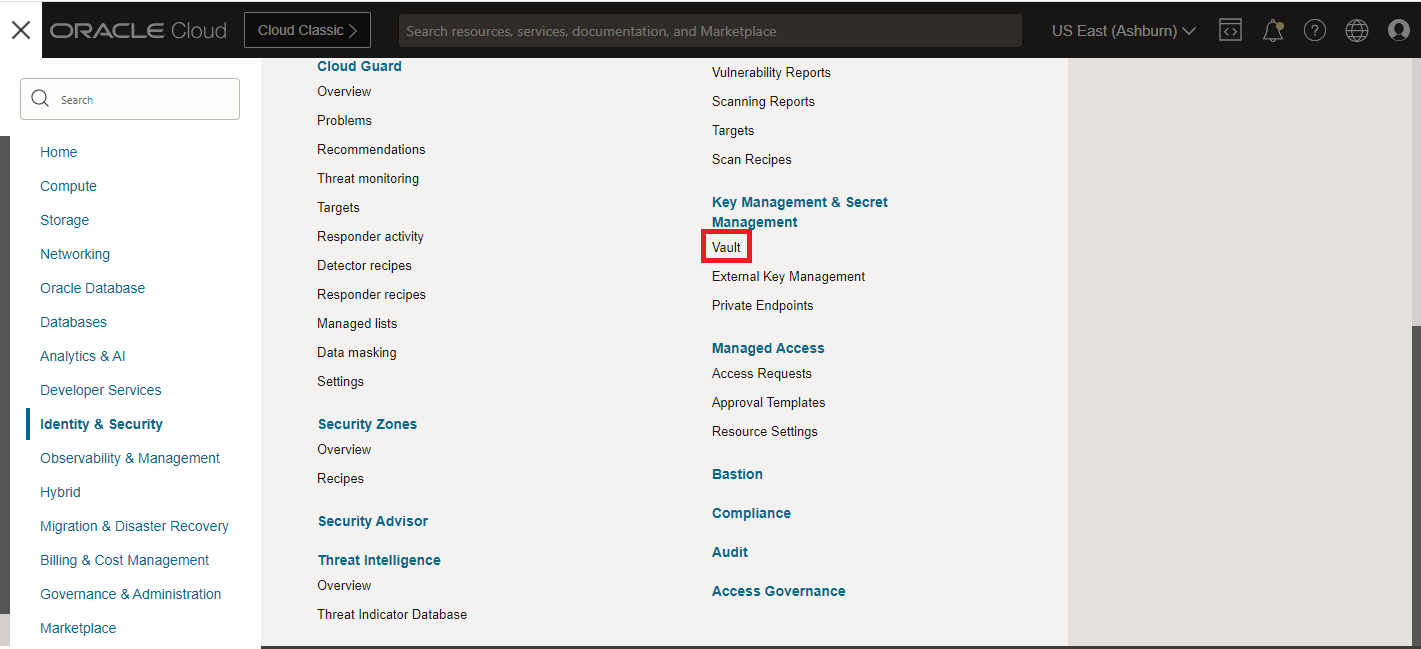 ORACLE Cloud
Cloud Classic >
Search resources, services, documentation, and Marketplace
US East (Ashburn)
Search
Home
Compute
Storage
Networking
Oracle Database
Databases
Analytics & AI
Developer Services
Identity & Security
Observability & Management
Hybrid
Migration & Disaster Recovery
Billing & Cost Management
Governance & Administration
Marketplace
Cloud Guard
Overview
Problems
Recommendations
Threat monitoring
Targets
Responder activity
Detector recipes
Responder recipes
Managed lists
Data masking
Settings
Security Zones
Overview
Recipes
Security Advisor
Threat Intelligence
Overview
Threat Indicator Database
Vulnerability Reports
Scanning Reports
Targets
Scan Recipes
Key Management & Secret
Management
Vault
External Key Management
Private Endpoints
Managed Access
Access Requests
Approval Templates
Resource Settings
Bastion
Compliance
Audit
Access Governance